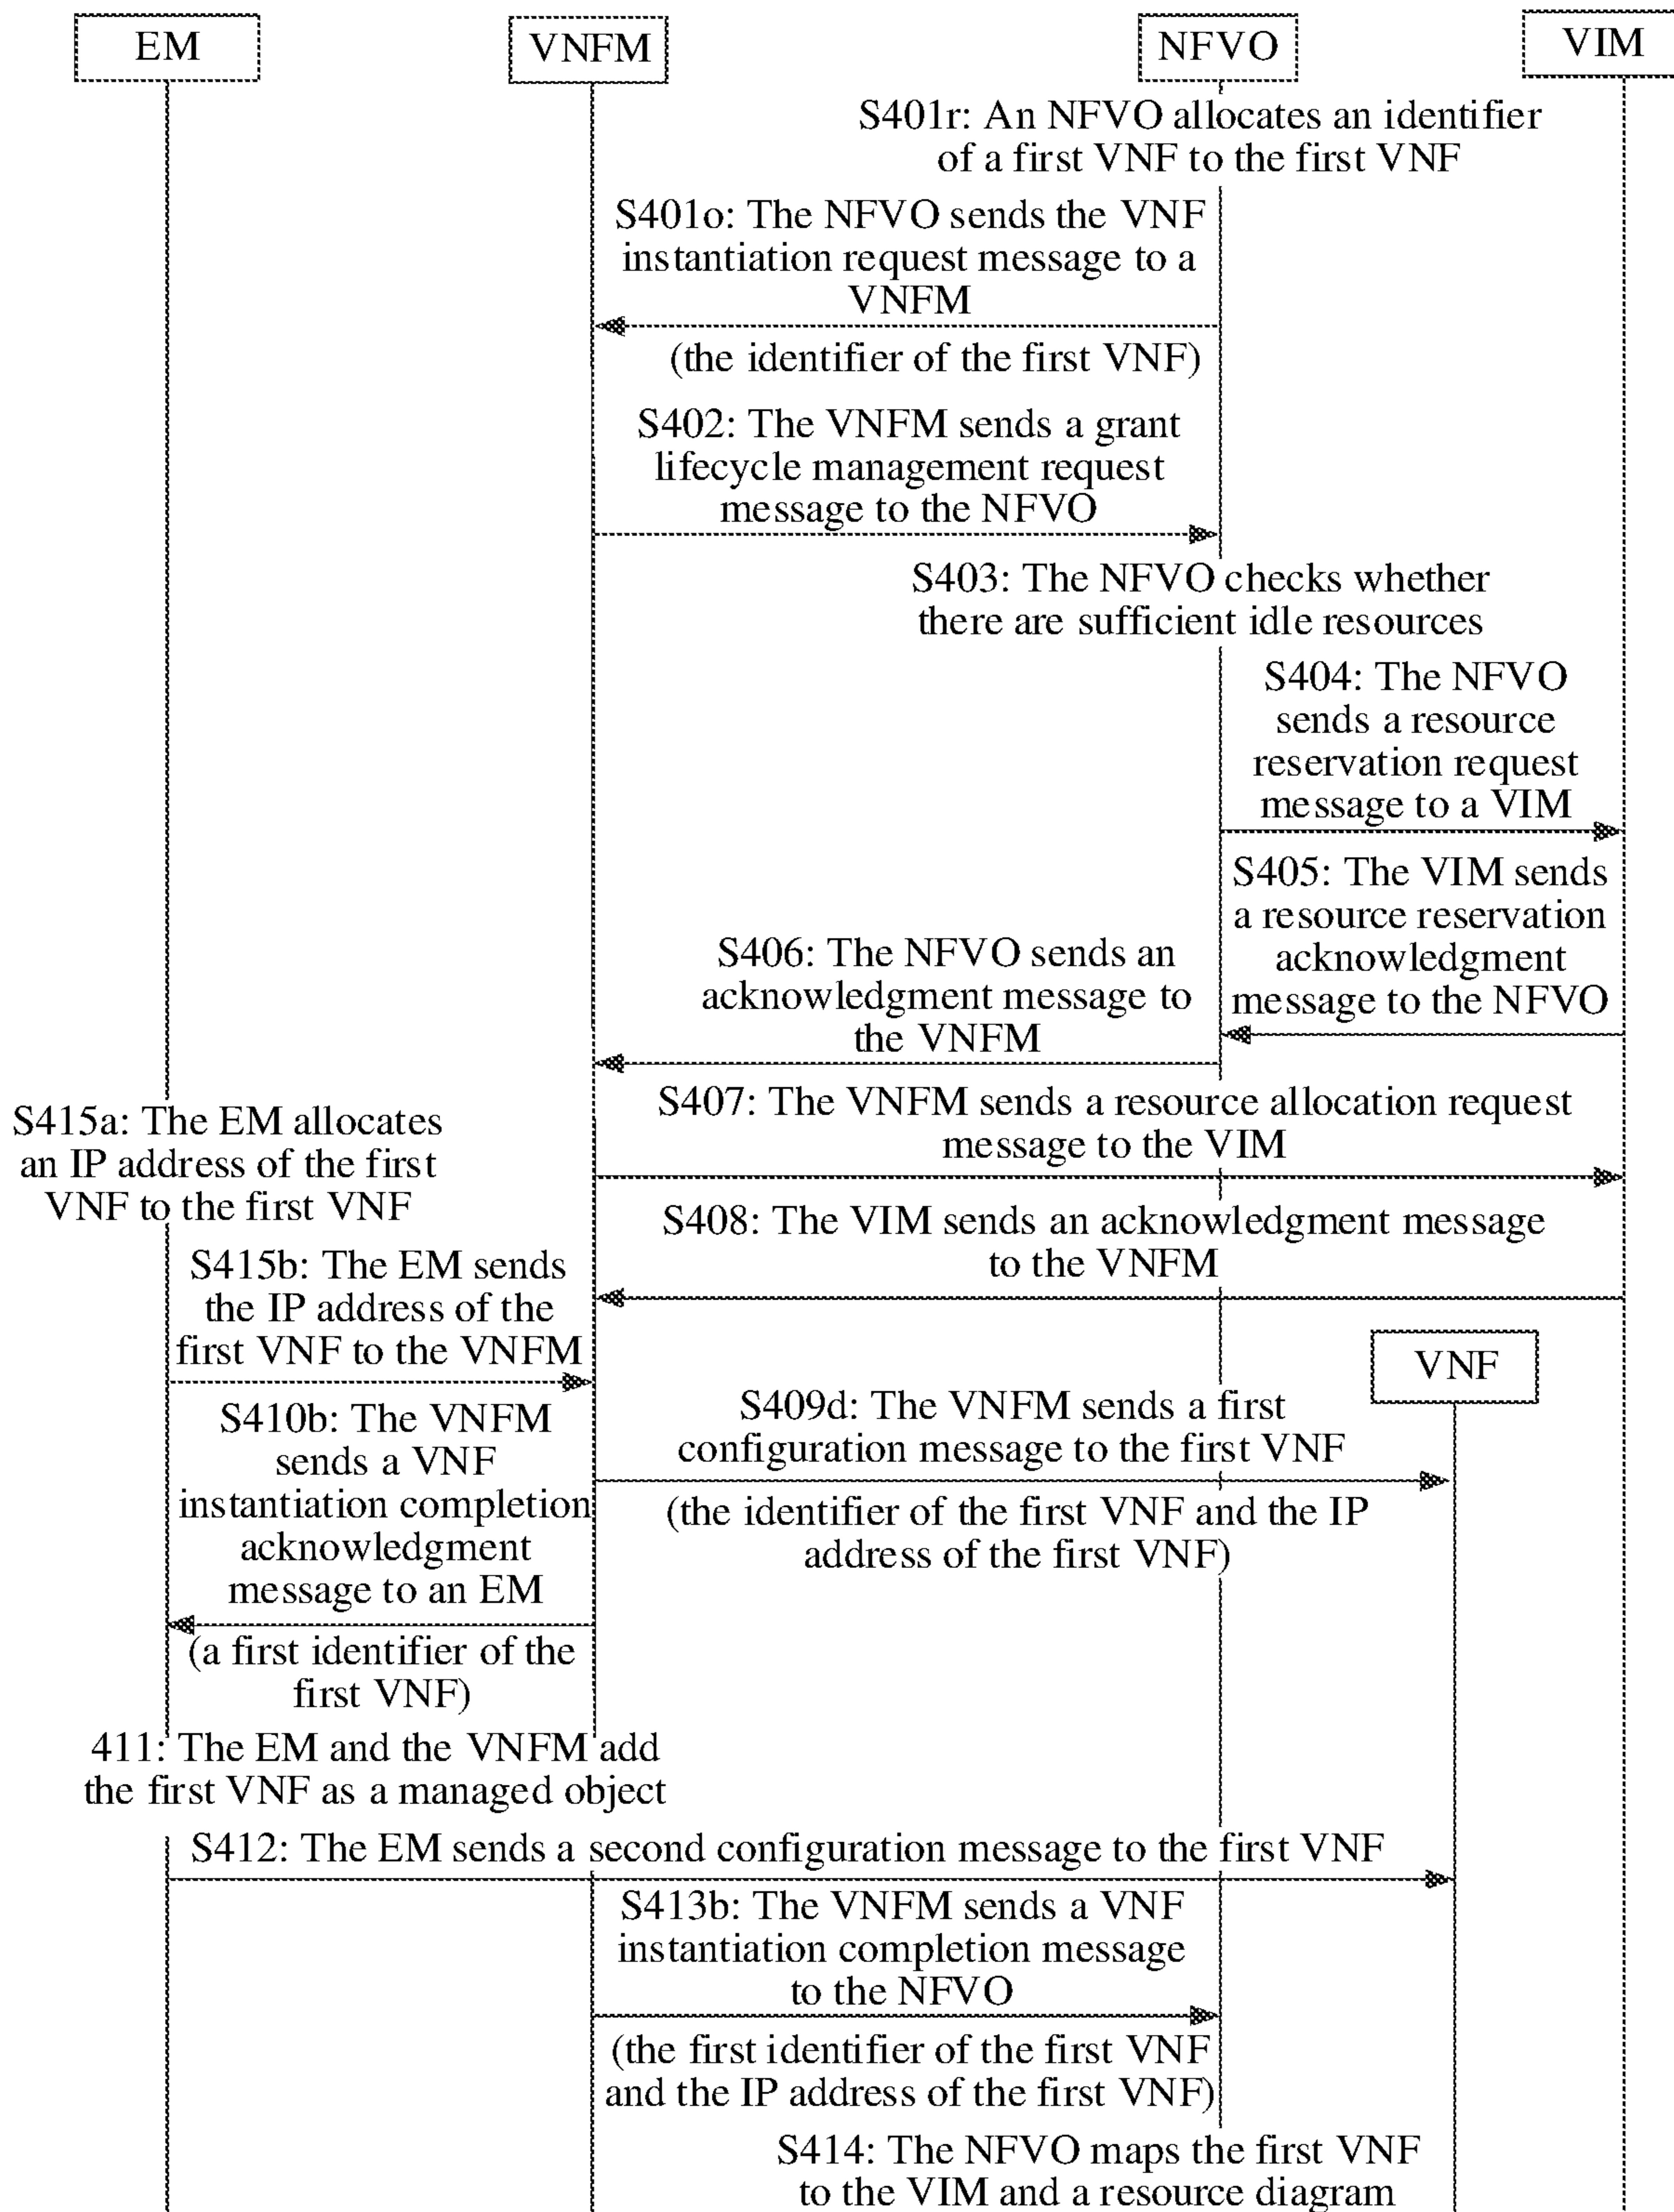 EM
VNFM
NFVO
VIM
S401r: An NFVO allocates an identifier
of a first VNF to the first VNF
S401o: The NFVO sends the VNF
instantiation request message to a
VNFM
(the identifier of the first VNF)
S402: The VNFM sends a grant
lifecycle management request
message to the NFVO
S403: The NFVO checks whether
there are sufficient idle resources
S404: The NFVO
sends a resource
reservation request
message to a VIM
S405: The VIM sends
a resource reservation
acknowledgment
message to the NFVO
S406: The NFVO sends an
acknowledgment message to
the VNFM
S407: The VNFM sends a resource allocation request
message to the VIM
S415a: The EM allocates
an IP address of the first
VNF to the first VNF
S408: The VIM sends an acknowledgment message
to the VNFM
S415b: The EM sends
the IP address of the
first VNF to the VNFM
VNF
S409d: The VNFM sends a first
configuration message to the first VNF
(the identifier of the first VNF and the IP
address of the first VNF)
S410b: The VNFM
sends a VNF
instantiation completion
acknowledgment
message to an EM
(a first identifier of the
first VNF)
411: The EM and the VNFM add
the first VNF as a managed object
S412: The EM sends a second configuration message to the first VNF
S413b: The VNFM sends a VNF
instantiation completion message
to the NFVO
(the first identifier of the first VNF
and the IP address of the first VNF)
S414: The NFVO maps the first VNF
to the VIM and a resource diagram